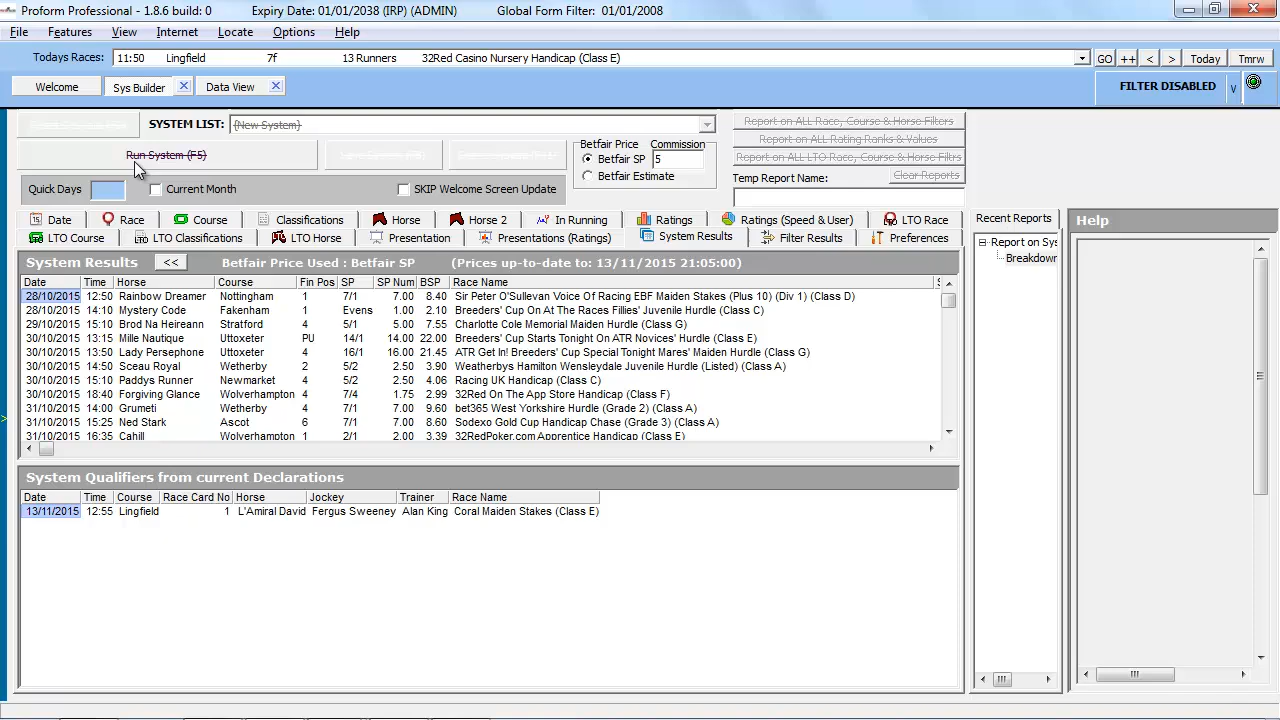 Proform Professional - 1.8.6 build: 0 Expiry Date: 01/01/2038 (IRP) (ADMIN) Global Form Filter: 01/01/2008
File Features View Internet Locate Options Help
Todays Races: 11:50 Lingfield 7f 13 Runners 32Red Casino Nursery Handicap (Class E) GO ++ < > Today Tmrw
Welcome Sys Builder Data View FILTER DISABLED V
SYSTEM LIST: {New System} Report on ALL Race, Course & Horse Filters
Report on ALL Rating Ranks & Values
Run System (F5) Betfair Price Commission
Betfair SP 5 Report on ALL LTO Race, Course & Horse Filtrs
Betfair Estimate Temp Report Name: Clear Reports
Quick Days Current Month SKIP Welcome Screen Update
Date Race Course Classifications Horse Horse 2 In Running Ratings Ratings (Speed & User) LTO Race Recent Reports Help
LTO Course LTO Classifications LTO Horse Presentation Presentations (Ratings) System Results Filter Results Preferences
System Results << Betfair Price Used : Betfair SP (Prices up-to-date to: 13/11/2015 21:05:00)
Report on Sys
Breakdown
Date Time Horse Course Fin Pos SP SP Num BSP Race Name S
28/10/2015 12:50 Rainbow Dreamer Nottingham 1 7/1 7.00 8.40 Sir Peter O'Sullevan Voice Of Racing EBF Maiden Stakes (Plus 10) (Div 1) (Class D)
28/10/2015 14:10 Mystery Code Fakenham 1 Evens 1.00 2.10 Breeders' Cup On At The Races Fillies' Juvenile Hurdle (Class C)
29/10/2015 15:10 Brod Na Heireann Stratford 4 5/1 5.00 7.55 Charlotte Cole Memorial Maiden Hurdle (Class G)
30/10/2015 13:15 Mille Nautique Uttoxeter PU 14/1 14.00 22.00 Breeders' Cup Starts Tonight On ATR Novices' Hurdle (Class E)
30/10/2015 13:50 Lady Persephone Uttoxeter 4 16/1 16.00 21.45 ATR Get In! Breeders' Cup Special Tonight Mares' Maiden Hurdle (Class G)
30/10/2015 14:50 Sceau Royal Wetherby 2 5/2 2.50 3.90 Weatherbys Hamilton Wensleydale Juvenile Hurdle (Listed) (Class A)
30/10/2015 15:10 Paddys Runner Newmarket 4 5/2 2.50 4.06 Racing UK Handicap (Class C)
30/10/2015 18:40 Forgiving Glance Wolverhampton 4 7/4 1.75 2.99 32Red On The App Store Handicap (Class F)
31/10/2015 14:00 Grumeti Wetherby 4 7/1 7.00 9.60 bet365 West Yorkshire Hurdle (Grade 2) (Class A)
31/10/2015 15:25 Ned Stark Ascot 6 7/1 7.00 9.60 Sodexo Gold Cup Handicap Chase (Grade 3) (Class A)
31/10/2015 16:35 Cahill Wolverhampton 1 2/1 2.00 3.39 32RedPoker.com Apprentice Handicap (Class E)
System Qualifiers from current Declarations
Date Time Course Race Card No Horse Jockey Trainer Race Name
13/11/2015 12:55 Lingfield 1 L'Amiral David Fergus Sweeney Alan King Coral Maiden Stakes (Class E)